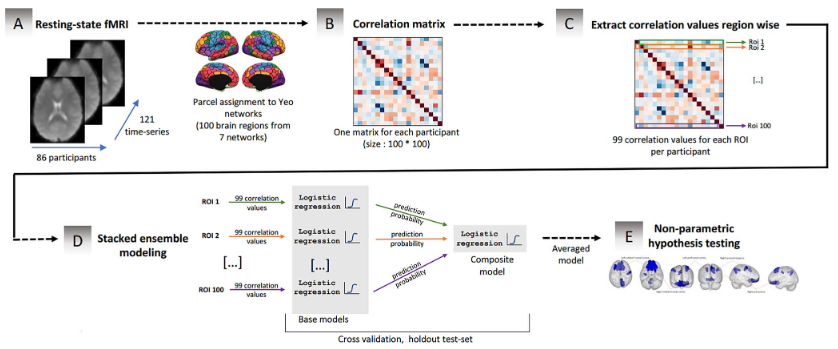 A Resting-state fMRI
121
time-series
86 participants
Parcel assignment to Yeo
networks
(100 brain regions from
7 networks)
B Correlation matrix
One matrix for each participant
(size : 100 * 100)
C Extract correlation values region wise
Roi 1
Roi 2
[...]
Roi 100
99 correlation values for each ROI
per participant
D Stacked ensemble
modeling
ROI 1
99 correlation
values
ROI 2
99 correlation
values
[...]
ROI 100
99 correlation
values
Logistic
regression
Logistic
regression
[...]
Logistic
regression
Base models
prediction
probability
prediction
probability
prediction
probability
Logistic
regression
Composite
model
Cross validation, holdout test-set
Averaged
model
E Non-parametric
hypothesis testing